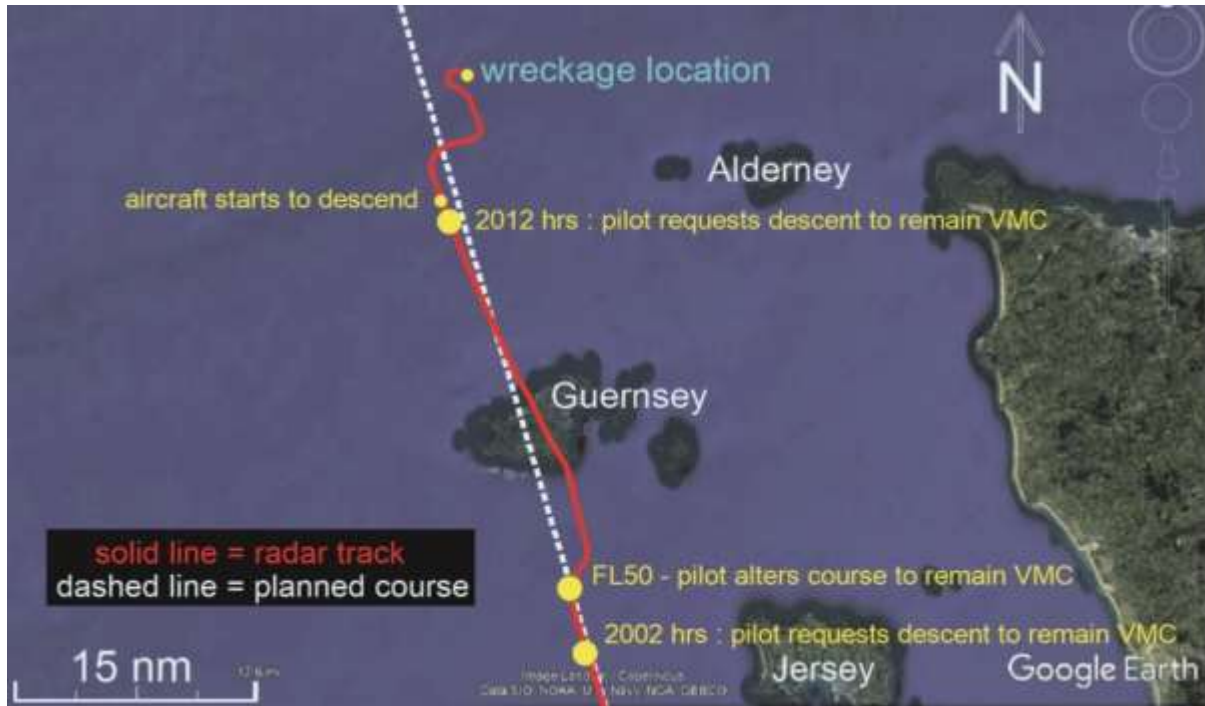 wreckage location
N
Alderney
aircraft starts to descend
2012 hrs : pilot requests descent to remain VMC
Guernsey
solid line = radar track
dashed line = planned course
FL50 - pilot alters course to remain VMC
2002 hrs : pilot requests descent to remain VMC
15 nm
Jersey
Google Earth